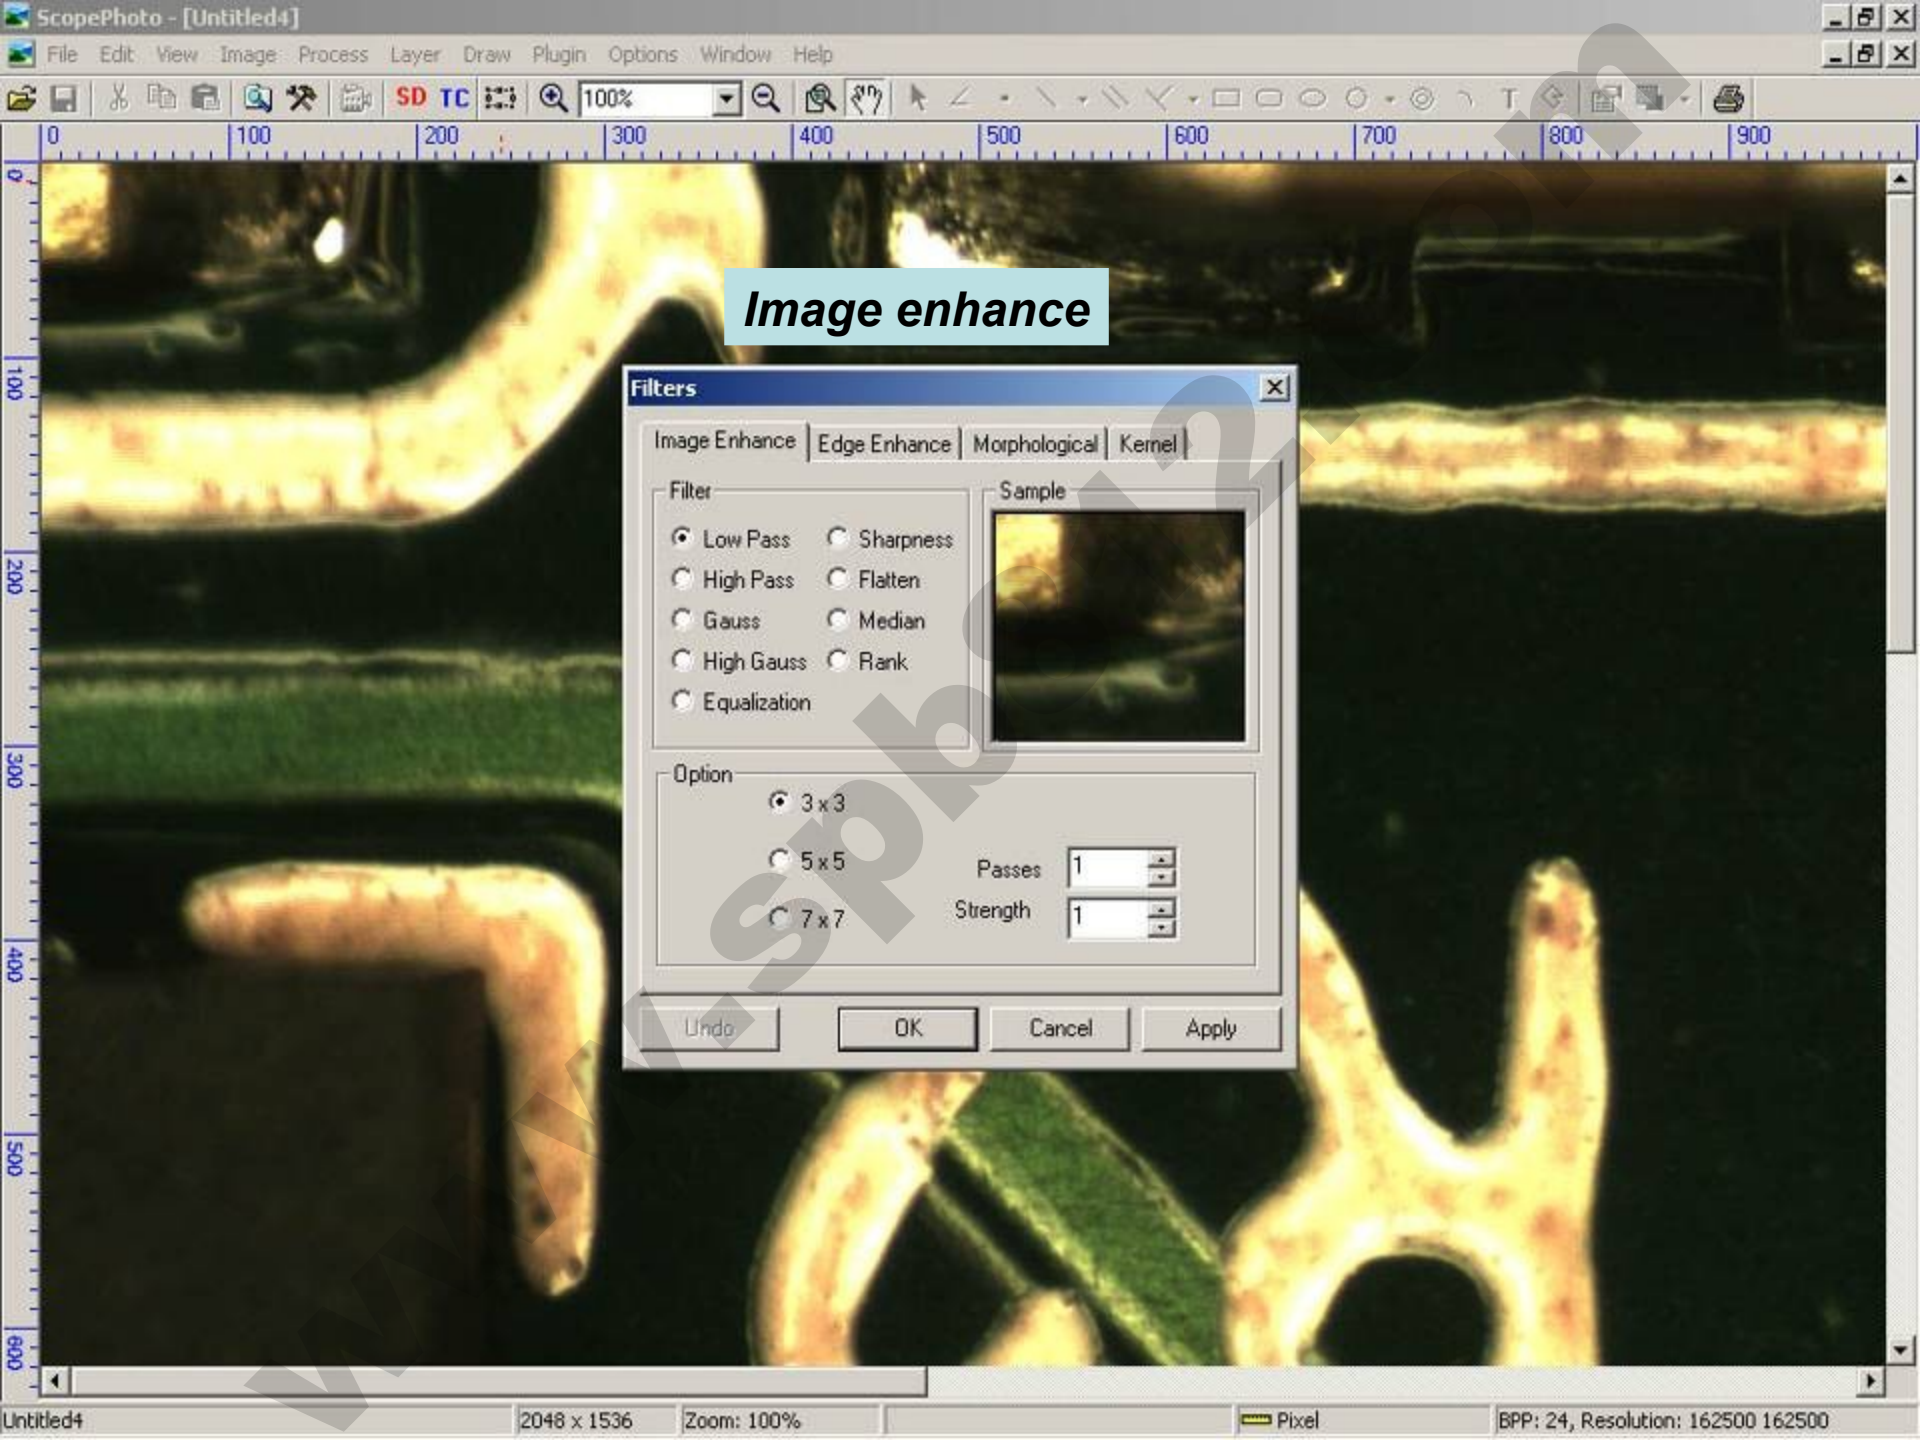 ScopePhoto - [Untitled4]
File Edit View Image Process Layer Draw Plugin Options Window Help
SD TC 100% T
0 100 200 300 400 500 600 700 800 900
0
100
200
300
400
500
600
Image enhance
Filters
Image Enhance Edge Enhance Morphological Kernel
Filter Sample
Low Pass Sharpness
High Pass Flatten
Gauss Median
High Gauss Rank
Equalization
Option
3 x 3
5 x 5
7 x 7
Passes 1
Strength 1
Undo OK Cancel Apply
Untitled4 2048 x 1536 Zoom: 100% Pixel BPP: 24, Resolution: 162500 162500